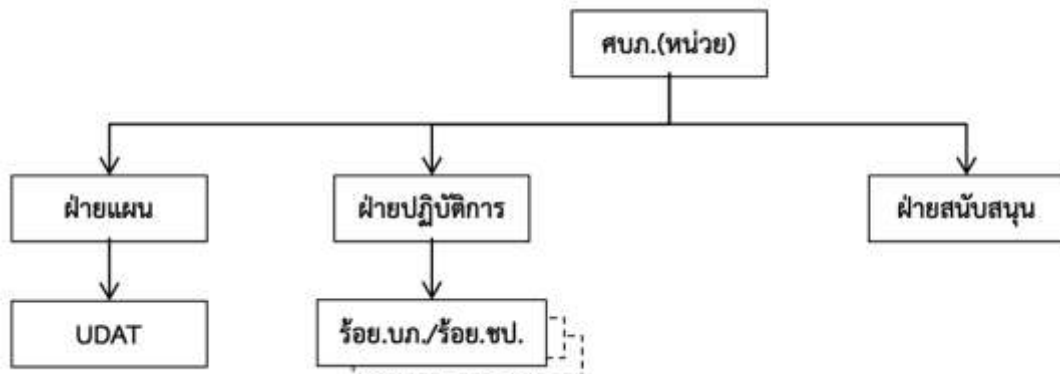 ศบภ.(หน่วย)
ฝ่ายแผน
ฝ่ายปฏิบัติการ
ฝ่ายสนับสนุน
UDAT
ร้อย.บภ./ร้อย.ชป.